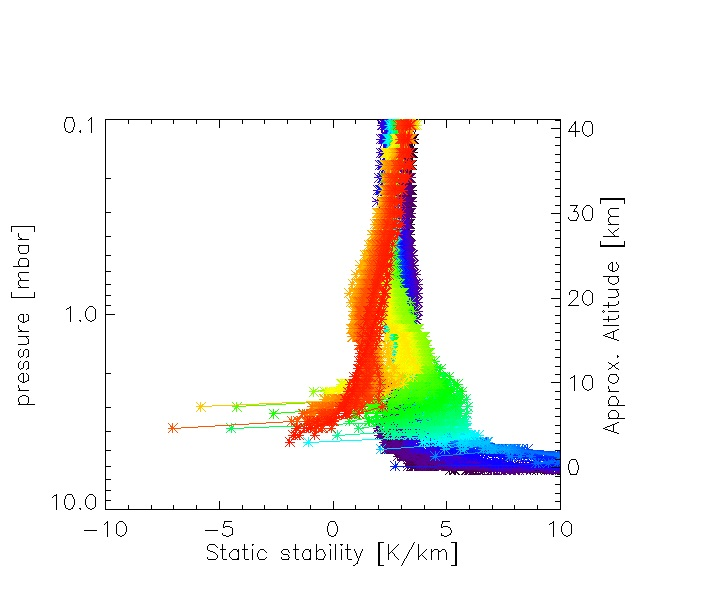 0.1
1.0
10.0
pressure [mbar]
40
30
20
10
0
Approx. Altitude [km]
−10 −5 0 5 10
Static stability [K/km]